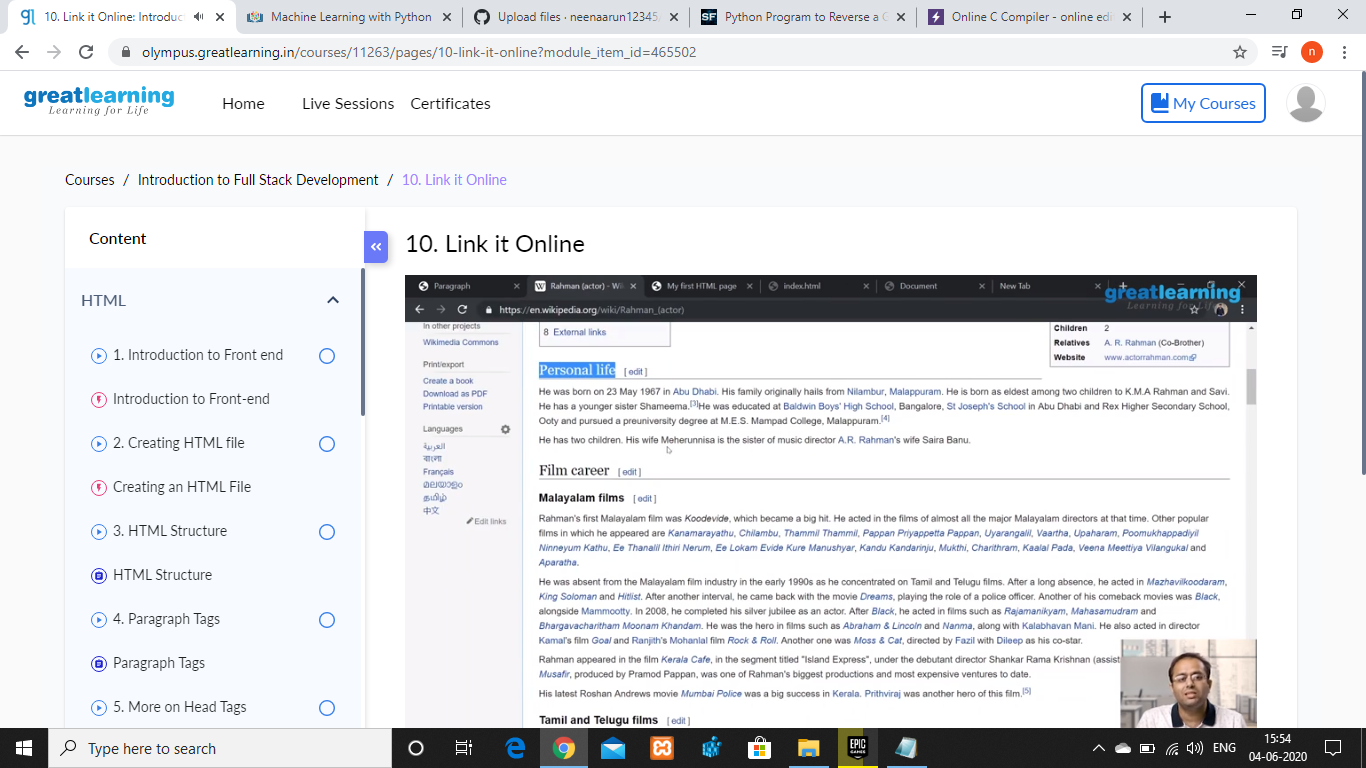 10. Link it Online: Introduc
Machine Learning with Python
Upload files · neenaarun12345
Python Program to Reverse a
Online C Compiler - online edi
olympus.greatlearning.in/courses/11263/pages/10-link-it-online?module_item_id=465502
n
greatlearning
Learning for Life
Home
Live Sessions
Certificates
My Courses
Courses / Introduction to Full Stack Development / 10. Link it Online
Content
HTML
1. Introduction to Front end
Introduction to Front-end
2. Creating HTML file
Creating an HTML File
3. HTML Structure
HTML Structure
4. Paragraph Tags
Paragraph Tags
5. More on Head Tags
10. Link it Online
Paragraph
Rahman (actor) - Wi
My first HTML page
index.html
Document
New Tab
greatlearning
Learning for Life
https://en.wikipedia.org/wiki/Rahman_(actor)
In other projects
Wikimedia Commons
Print/export
Create a book
Download as PDF
Printable version
Languages
العربية
বাংলা
Français
മലയാളം
தமிழ்
中文
Edit links
8 External links
Children 2
Relatives A. R. Rahman (Co-Brother)
Website www.actorrahman.com
Personal life [ edit ]
He was born on 23 May 1967 in Abu Dhabi. His family originally hails from Nilambur, Malappuram. He is born as eldest among two children to K.M.A Rahman and Savi.
He has a younger sister Shameema.[3]He was educated at Baldwin Boys' High School, Bangalore, St Joseph's School in Abu Dhabi and Rex Higher Secondary School,
Ooty and pursued a preuniversity degree at M.E.S. Mampad College, Malappuram.[4]
He has two children. His wife Meherunnisa is the sister of music director A.R. Rahman's wife Saira Banu.
Film career [ edit ]
Malayalam films [ edit ]
Rahman's first Malayalam film was Koodevide, which became a big hit. He acted in the films of almost all the major Malayalam directors at that time. Other popular
films in which he appeared are Kanamarayathu, Chilambu, Thammil Thammil, Pappan Priyappetta Pappan, Uyarangalil, Vaartha, Upaharam, Poomukhappadiyil
Ninneyum Kathu, Ee Thanalil Ithiri Nerum, Ee Lokam Evide Kure Manushyar, Kandu Kandarinju, Mukthi, Charithram, Kaalal Pada, Veena Meettiya Vilangukal and
Aparatha.
He was absent from the Malayalam film industry in the early 1990s as he concentrated on Tamil and Telugu films. After a long absence, he acted in Mazhavilkoodaram,
King Soloman and Hitlist. After another interval, he came back with the movie Dreams, playing the role of a police officer. Another of his comeback movies was Black,
alongside Mammootty. In 2008, he completed his silver jubilee as an actor. After Black, he acted in films such as Rajamanikyam, Mahasamudram and
Bhargavacharitham Moonam Khandam. He was the hero in films such as Abraham & Lincoln and Nanma, along with Kalabhavan Mani. He also acted in director
Kamal's film Goal and Ranjith's Mohanlal film Rock & Roll. Another one was Moss & Cat, directed by Fazil with Dileep as his co-star.
Rahman appeared in the film Kerala Cafe, in the segment titled "Island Express", under the debutant director Shankar Rama Krishnan (assist
Musafir, produced by Pramod Pappan, was one of Rahman's biggest productions and most expensive ventures to date.
His latest Roshan Andrews movie Mumbai Police was a big success in Kerala. Prithviraj was another hero of this film.[5]
Tamil and Telugu films [ edit ]
Type here to search
EPIC
GAMES
ENG
15:54
04-06-2020